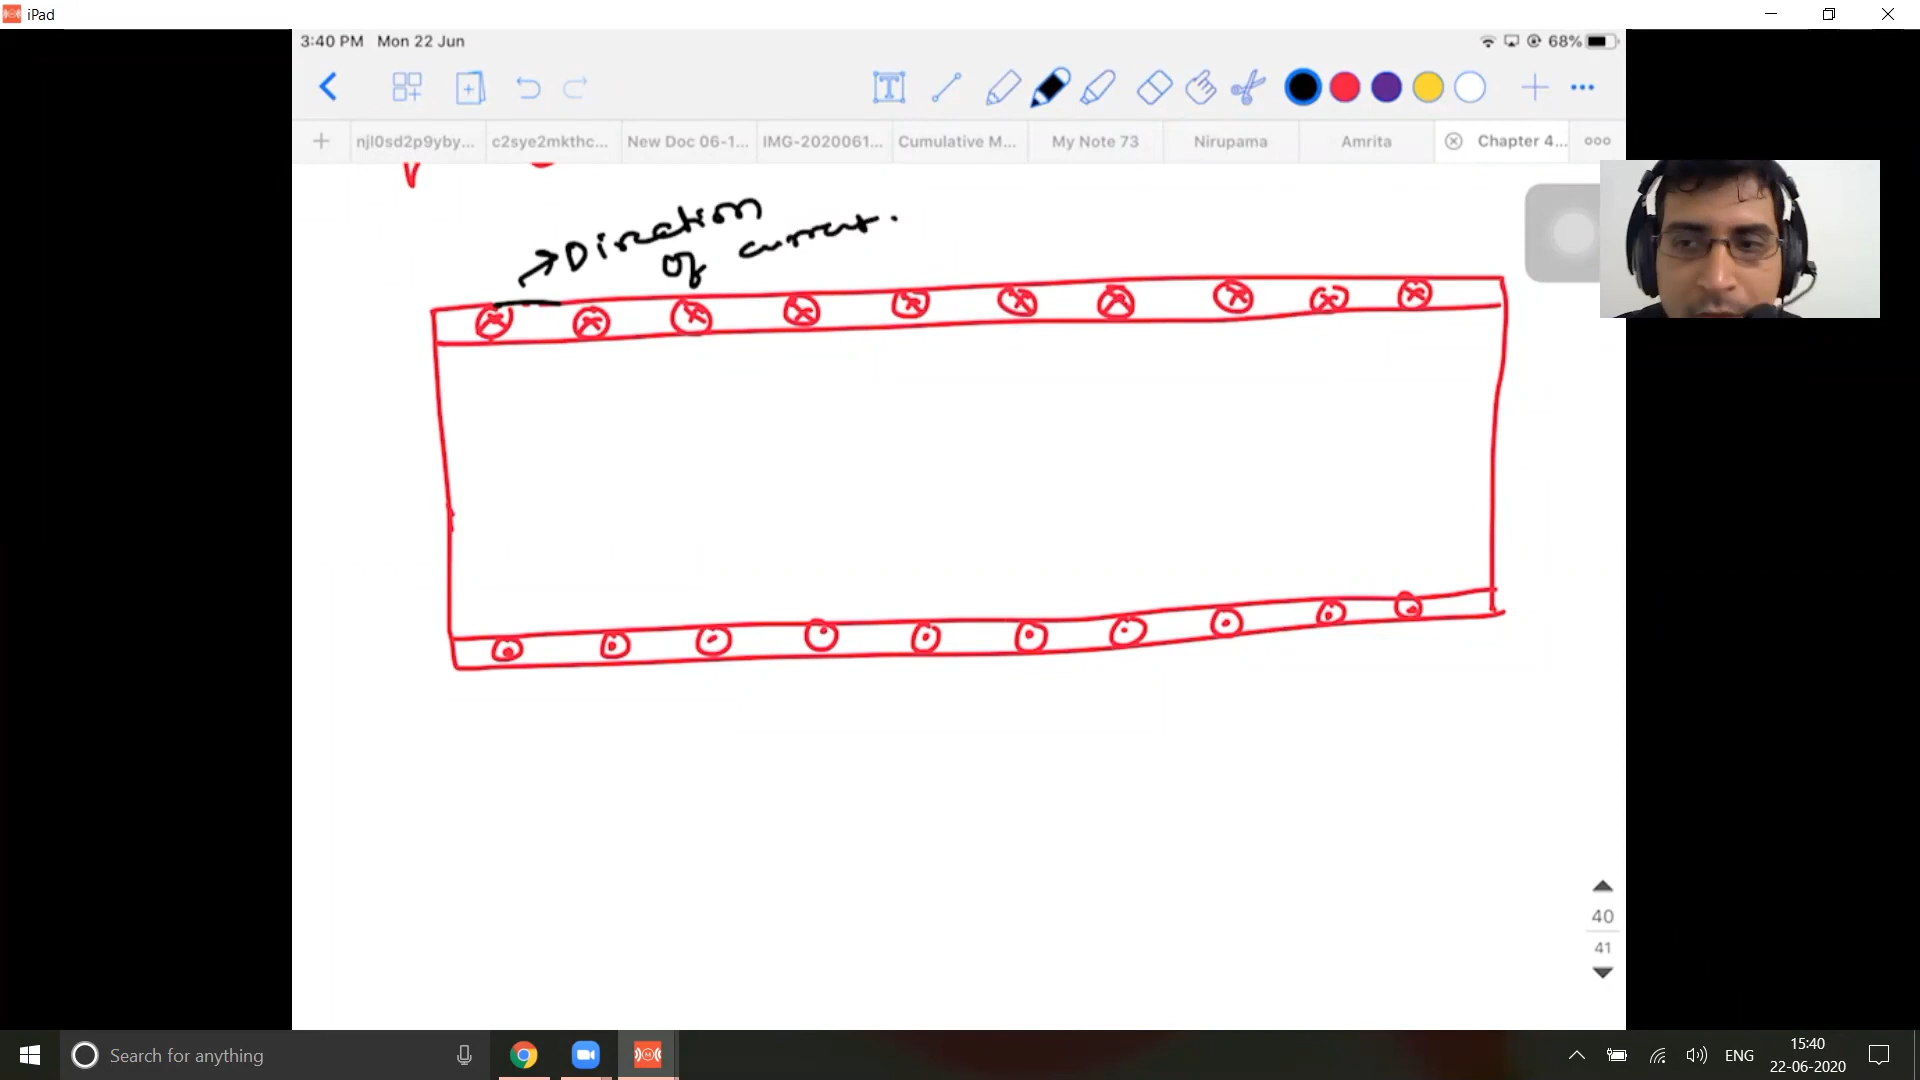 iPad
3:40 PM Mon 22 Jun
68%
T
njl0sd2p9yby... c2sye2mkthc... New Doc 06-1... IMG-2020061... Cumulative M... My Note 73 Nirupama Amrita Chapter 4...
→ Direction
of current.
40
41
Search for anything
ENG
15:40
22-06-2020